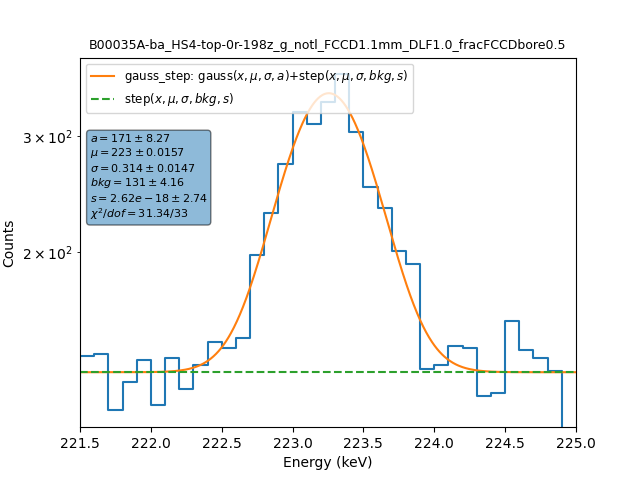 B00035A-ba_HS4-top-0r-198z_g_notl_FCCD1.1mm_DLF1.0_fracFCCDbore0.5
gauss_step: gauss(x, μ, σ, a)+step(x, μ, σ, bkg, s)
step(x, μ, σ, bkg, s)
a = 171 ± 8.27
μ = 223 ± 0.0157
σ = 0.314 ± 0.0147
bkg = 131 ± 4.16
s = 2.62e − 18 ± 2.74
χ²/dof = 31.34/33
3 × 10²
2 × 10²
Counts
221.5 222.0 222.5 223.0 223.5 224.0 224.5 225.0
Energy (keV)